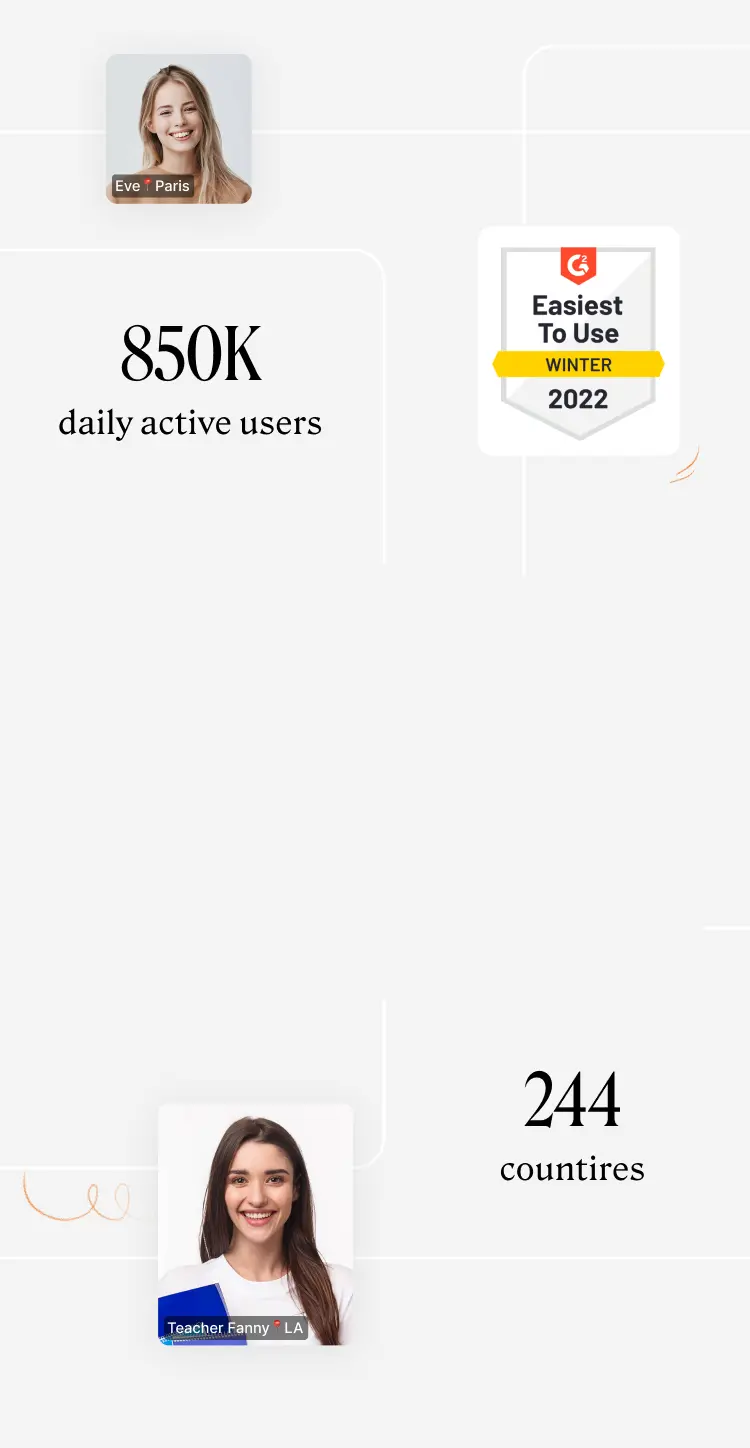 Eve📍Paris
850K
daily active users
G2
Easiest
To Use
WINTER
2022
244
countires
Teacher Fanny📍LA